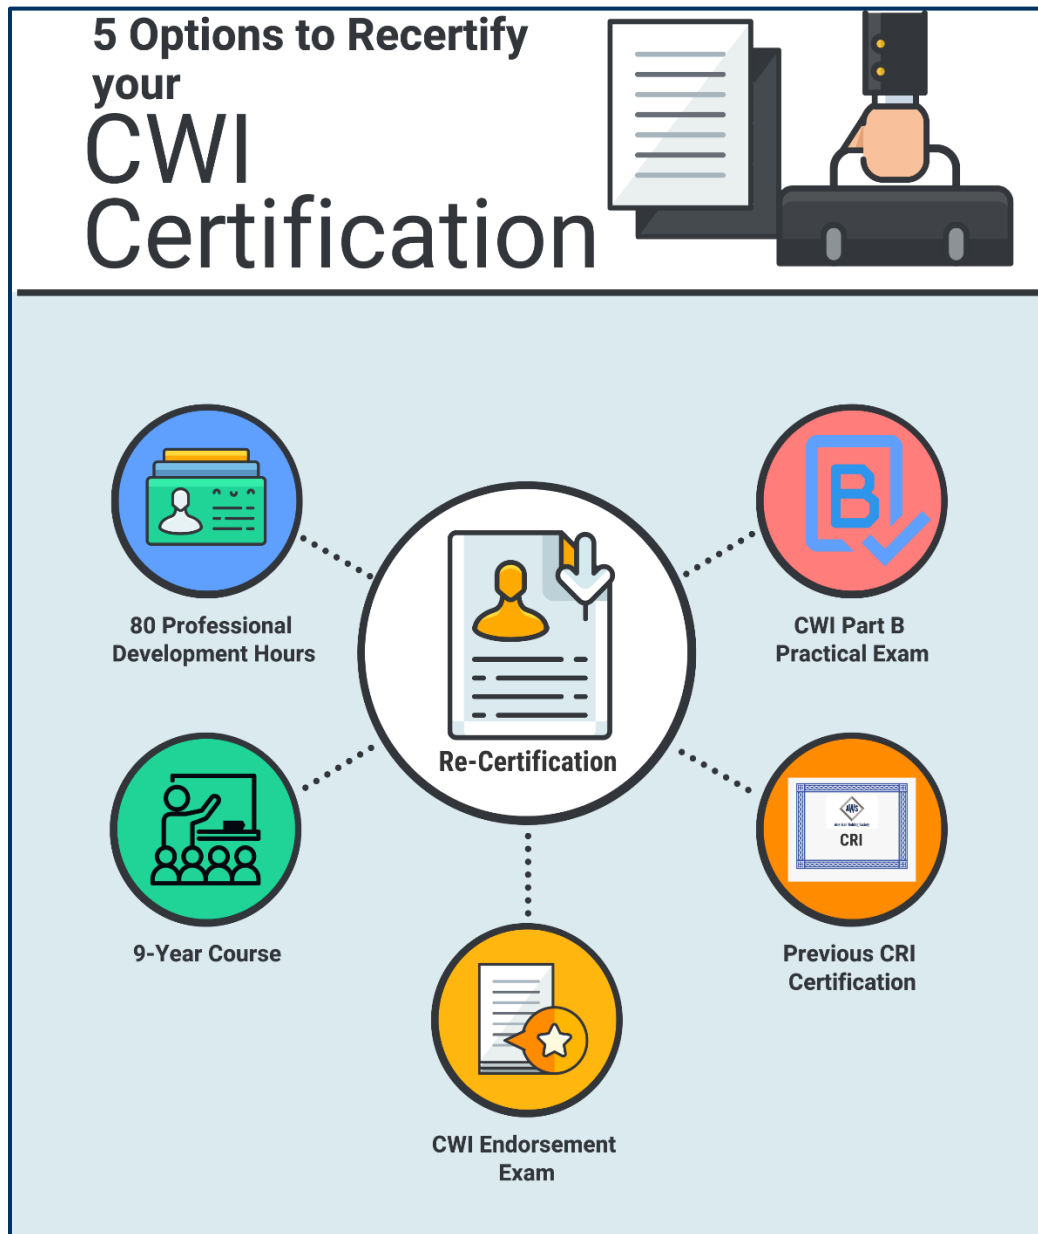 5 Options to Recertify
your
CWI
Certification
80 Professional
Development Hours
B
CWI Part B
Practical Exam
Re-Certification
9-Year Course
AWS
CRI
Previous CRI
Certification
CWI Endorsement
Exam